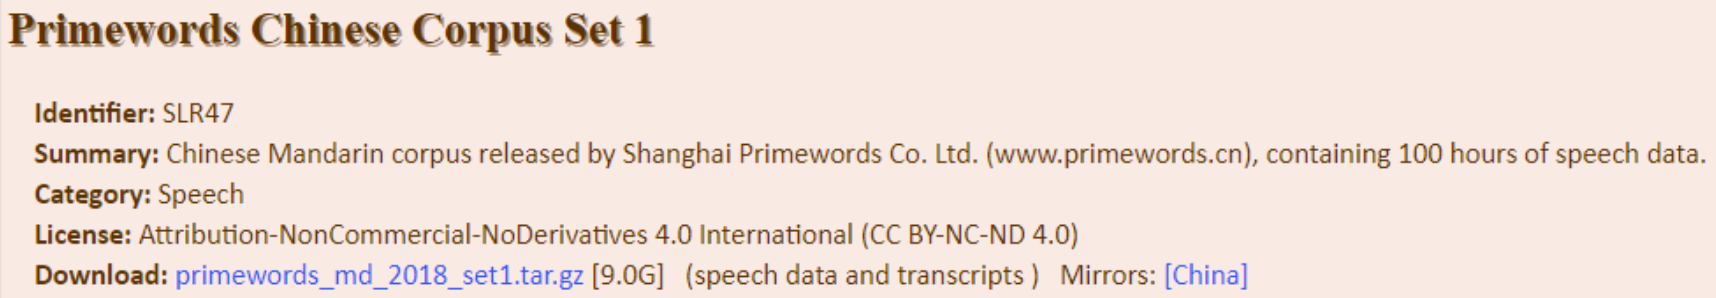 Primewords Chinese Corpus Set 1
Identifier: SLR47
Summary: Chinese Mandarin corpus released by Shanghai Primewords Co. Ltd. (www.primewords.cn), containing 100 hours of speech data.
Category: Speech
License: Attribution-NonCommercial-NoDerivatives 4.0 International (CC BY-NC-ND 4.0)
Download: primewords_md_2018_set1.tar.gz [9.0G] (speech data and transcripts ) Mirrors: [China]